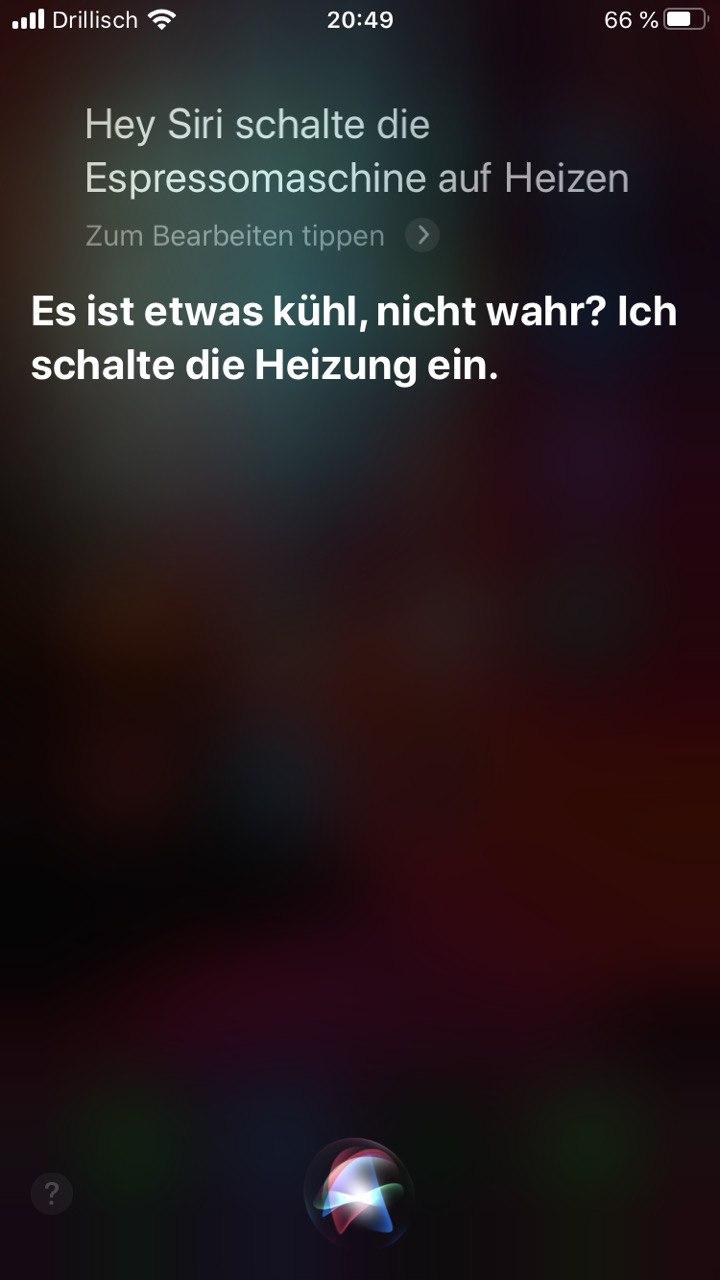 Drillisch 20:49 66 %
Hey Siri schalte die
Espressomaschine auf Heizen
Zum Bearbeiten tippen
Es ist etwas kühl, nicht wahr? Ich
schalte die Heizung ein.
?